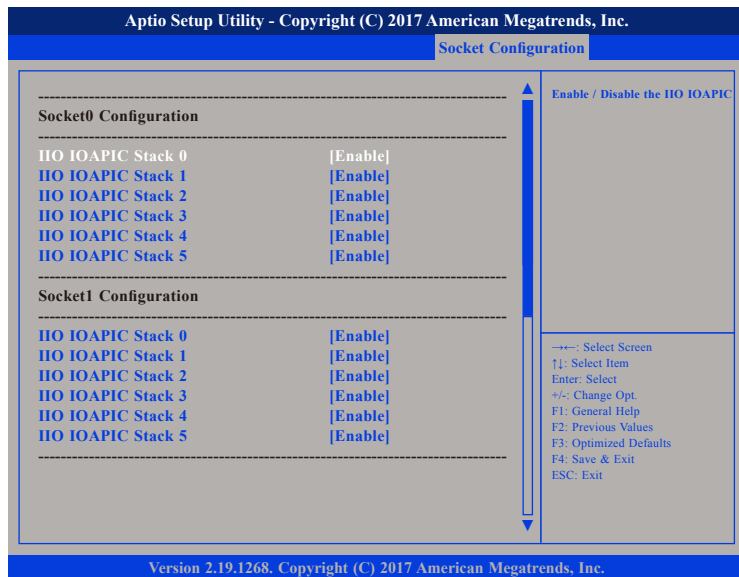 Aptio Setup Utility - Copyright (C) 2017 American Megatrends, Inc.
Socket Configuration
--------------------------------------------------------------------------------
Socket0 Configuration
--------------------------------------------------------------------------------
IIO IOAPIC Stack 0 [Enable]
IIO IOAPIC Stack 1 [Enable]
IIO IOAPIC Stack 2 [Enable]
IIO IOAPIC Stack 3 [Enable]
IIO IOAPIC Stack 4 [Enable]
IIO IOAPIC Stack 5 [Enable]
--------------------------------------------------------------------------------
Socket1 Configuration
--------------------------------------------------------------------------------
IIO IOAPIC Stack 0 [Enable]
IIO IOAPIC Stack 1 [Enable]
IIO IOAPIC Stack 2 [Enable]
IIO IOAPIC Stack 3 [Enable]
IIO IOAPIC Stack 4 [Enable]
IIO IOAPIC Stack 5 [Enable]
--------------------------------------------------------------------------------
Enable / Disable the IIO IOAPIC
→←: Select Screen
↑↓: Select Item
Enter: Select
+/-: Change Opt.
F1: General Help
F2: Previous Values
F3: Optimized Defaults
F4: Save & Exit
ESC: Exit
Version 2.19.1268. Copyright (C) 2017 American Megatrends, Inc.